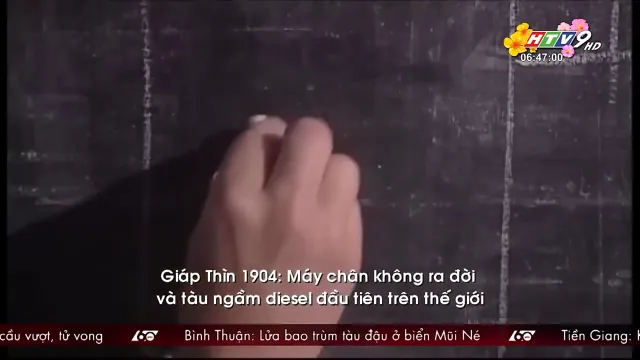 HTV9 HD
06:47:00
Giáp Thìn 1904: Máy chân không ra đời
và tàu ngầm diesel đầu tiên trên thế giới
cầu vượt, tử vong 60 Bình Thuận: Lửa bao trùm tàu đậu ở biển Mũi Né 60 Tiền Giang: K